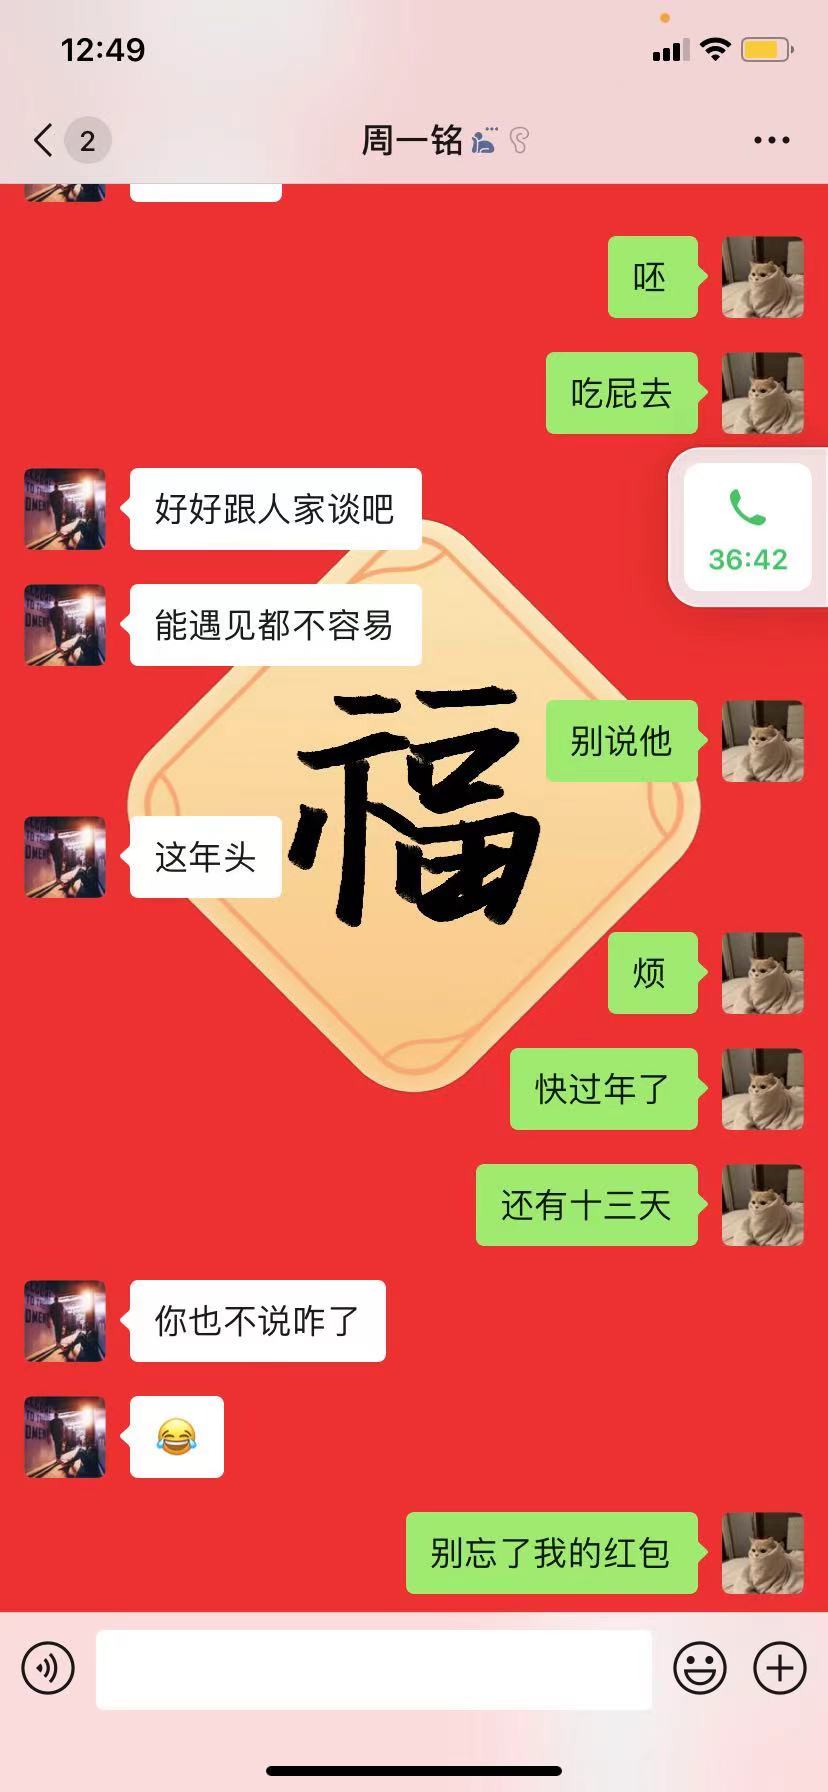 12:49
2
周一铭
呸
吃屁去
好好跟人家谈吧
36:42
能遇见都不容易
别说他
福
这年头
烦
快过年了
还有十三天
你也不说咋了
别忘了我的红包